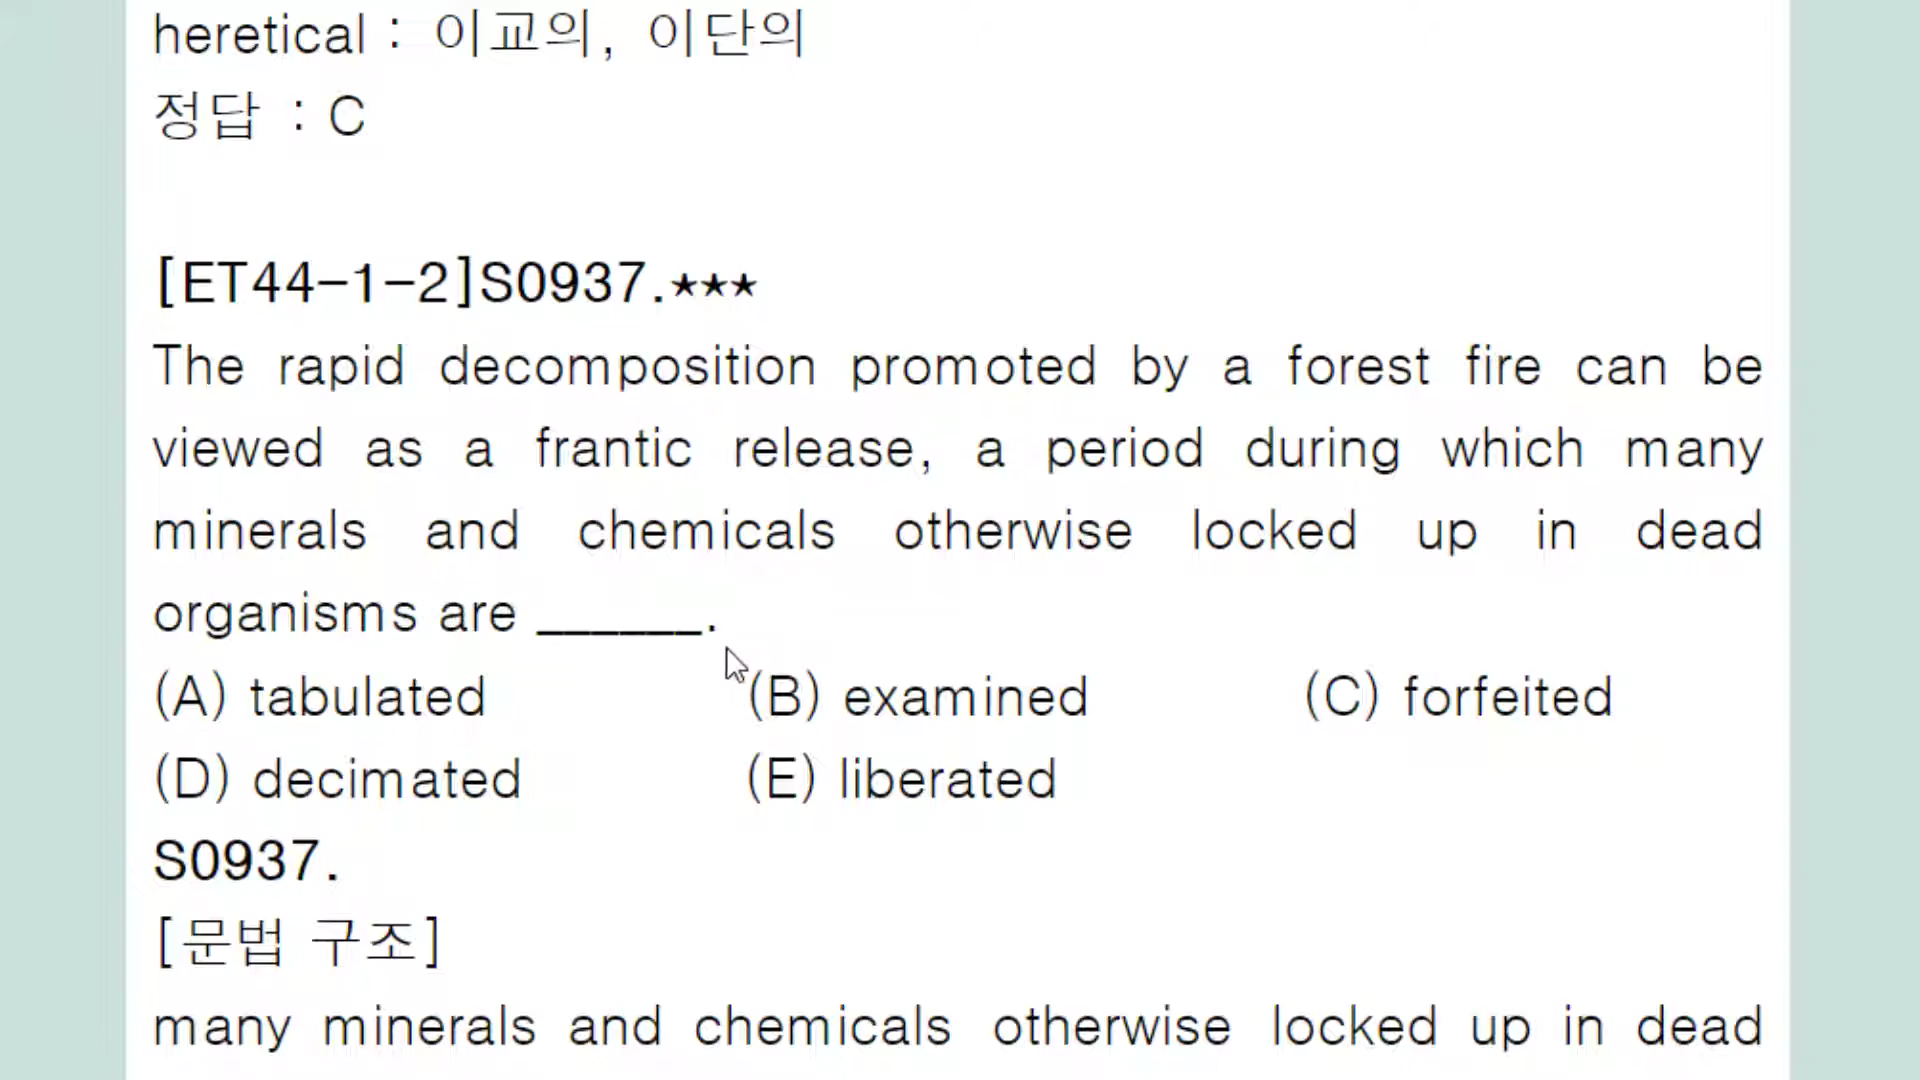 heretical : 이교의, 이단의
정답 : C
[ET44-1-2]S0937.★★★
The rapid decomposition promoted by a forest fire can be
viewed as a frantic release, a period during which many
minerals and chemicals otherwise locked up in dead
organisms are ______.
(A) tabulated (B) examined (C) forfeited
(D) decimated (E) liberated
S0937.
[문법 구조]
many minerals and chemicals otherwise locked up in dead